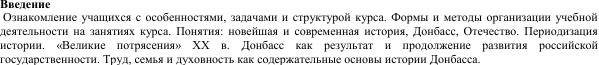 Введение
Ознакомление учащихся с особенностями, задачами и структурой курса. Формы и методы организации учебной
деятельности на занятиях курса. Понятия: новейшая и современная история, Донбасс, Отечество. Периодизация
истории. «Великие потрясения» XX в. Донбасс как результат и продолжение развития российской
государственности. Труд, семья и духовность как содержательные основы истории Донбасса.